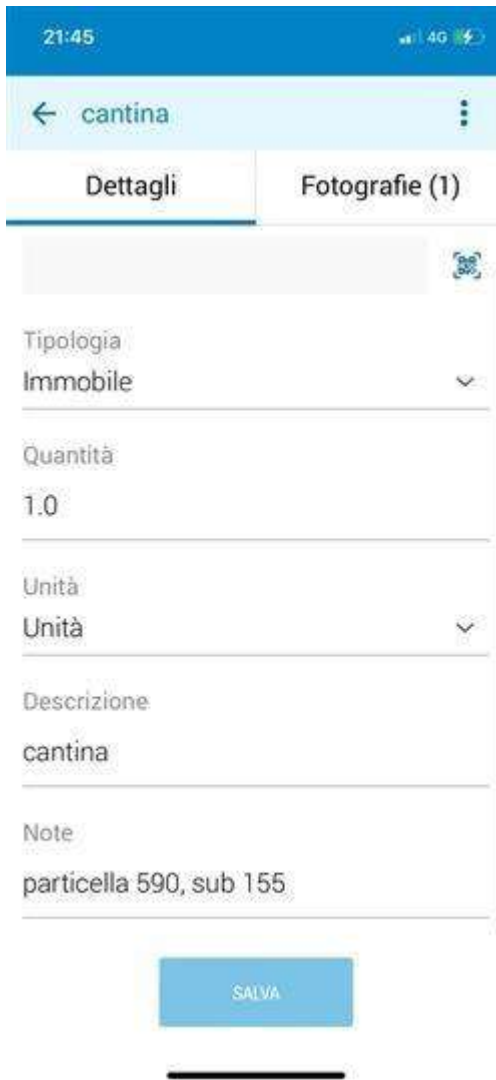 21:45 4G
cantina
Dettagli Fotografie (1)
Tipologia
Immobile
Quantità
1.0
Unità
Unità
Descrizione
cantina
Note
particella 590, sub 155
SALVA